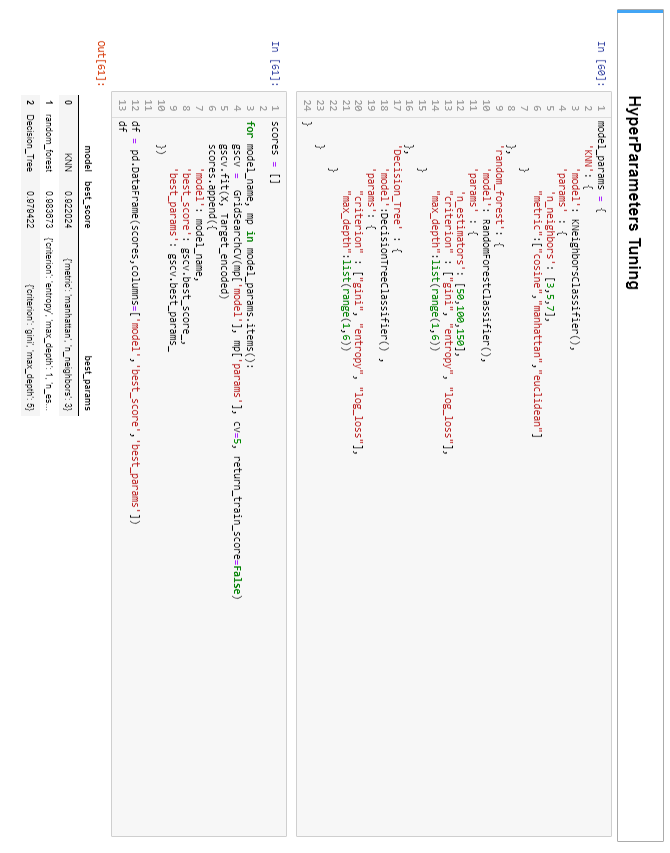 HyperParameters Tuning
In [60]:
1 model_params = {
2 'KNN': {
3 'model': KNeighborsClassifier(),
4 'params' : {
5 'n_neighbors': [3,5,7],
6 "metric":["cosine","manhattan","euclidean"]
7 }
8 },
9 'random_forest': {
10 'model': RandomForestClassifier(),
11 'params' : {
12 'n_estimators': [50,100,150],
13 "criterion" : ["gini", "entropy", "log_loss"],
14 "max_depth":list(range(1,6))
15 }
16 },
17 'Decision_Tree' : {
18 'model':DecisionTreeClassifier() ,
19 'params': {
20 "criterion" : ["gini", "entropy", "log_loss"],
21 "max_depth":list(range(1,6))
22 }
23 }
24 }
In [61]:
1 scores = []
2
3 for model_name, mp in model_params.items():
4 gscv = GridSearchCV(mp['model'], mp['params'], cv=5, return_train_score=False)
5 gscv.fit(X, Target_encoded)
6 scores.append({
7 'model': model_name,
8 'best_score': gscv.best_score_,
9 'best_params': gscv.best_params_
10 })
11
12 df = pd.DataFrame(scores,columns=['model','best_score','best_params'])
13 df
Out[61]:
model best_score best_params
0 KNN 0.922024 {'metric': 'manhattan', 'n_neighbors': 3}
1 random_forest 0.983673 {'criterion': 'entropy', 'max_depth': 1, 'n_es...
2 Decision_Tree 0.979422 {'criterion': 'gini', 'max_depth': 5}